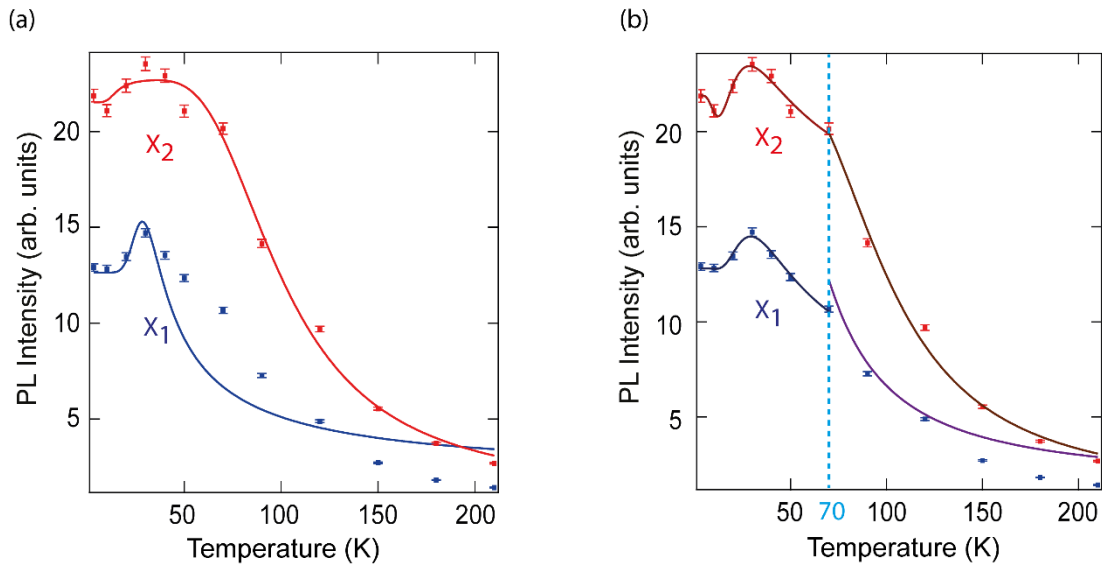 (a)
PL Intensity (arb. units)
20
15
10
5
X2
X1
50
100
150
200
Temperature (K)
(b)
PL Intensity (arb. units)
20
15
10
5
X2
X1
50
70
100
150
200
Temperature (K)